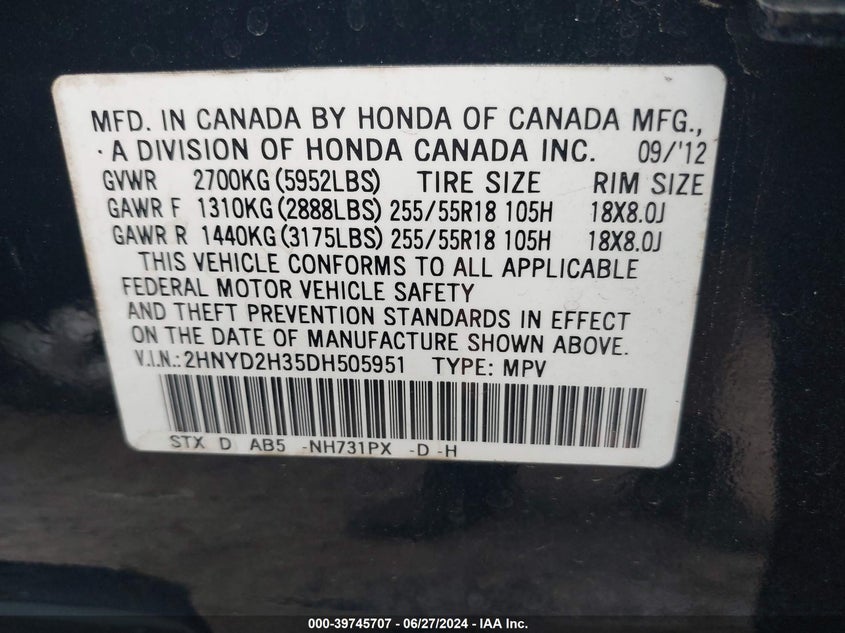 MFD. IN CANADA BY HONDA OF CANADA MFG.,
· A DIVISION OF HONDA CANADA INC. 09/'12
GVWR 2700KG (5952LBS) TIRE SIZE RIM SIZE
GAWR F 1310KG (2888LBS) 255/55R18 105H 18X8.0J
GAWR R 1440KG (3175LBS) 255/55R18 105H 18X8.0J
THIS VEHICLE CONFORMS TO ALL APPLICABLE
FEDERAL MOTOR VEHICLE SAFETY
AND THEFT PREVENTION STANDARDS IN EFFECT
ON THE DATE OF MANUFACTURE SHOWN ABOVE.
V.I.N.: 2HNYD2H35DH505951 TYPE: MPV
STX D AB5 -NH731PX -D -H
000-39745707 - 06/27/2024 - IAA Inc.